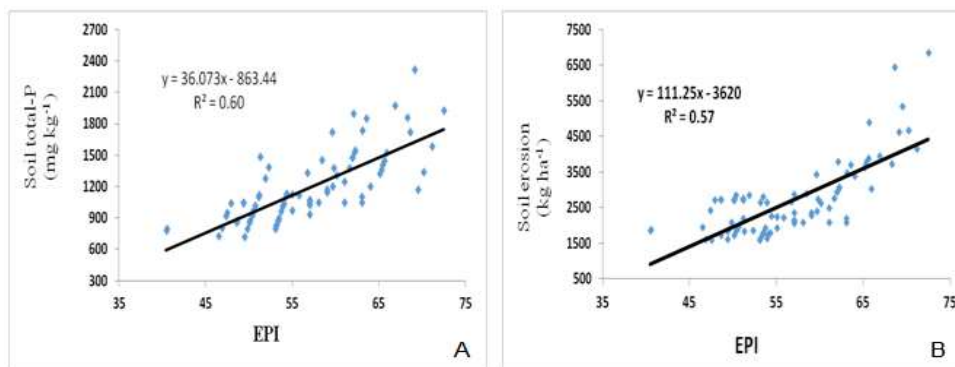 2700
2400
2100
1800
1500
1200
900
600
300
Soil total-P
(mg kg⁻¹)
y = 36.073x - 863.44
R² = 0.60
35 45 55 65 75
EPI
A
7500
6500
5500
4500
3500
2500
1500
500
Soil erosion
(kg ha⁻¹)
y = 111.25x - 3620
R² = 0.57
35 45 55 65 75
EPI
B